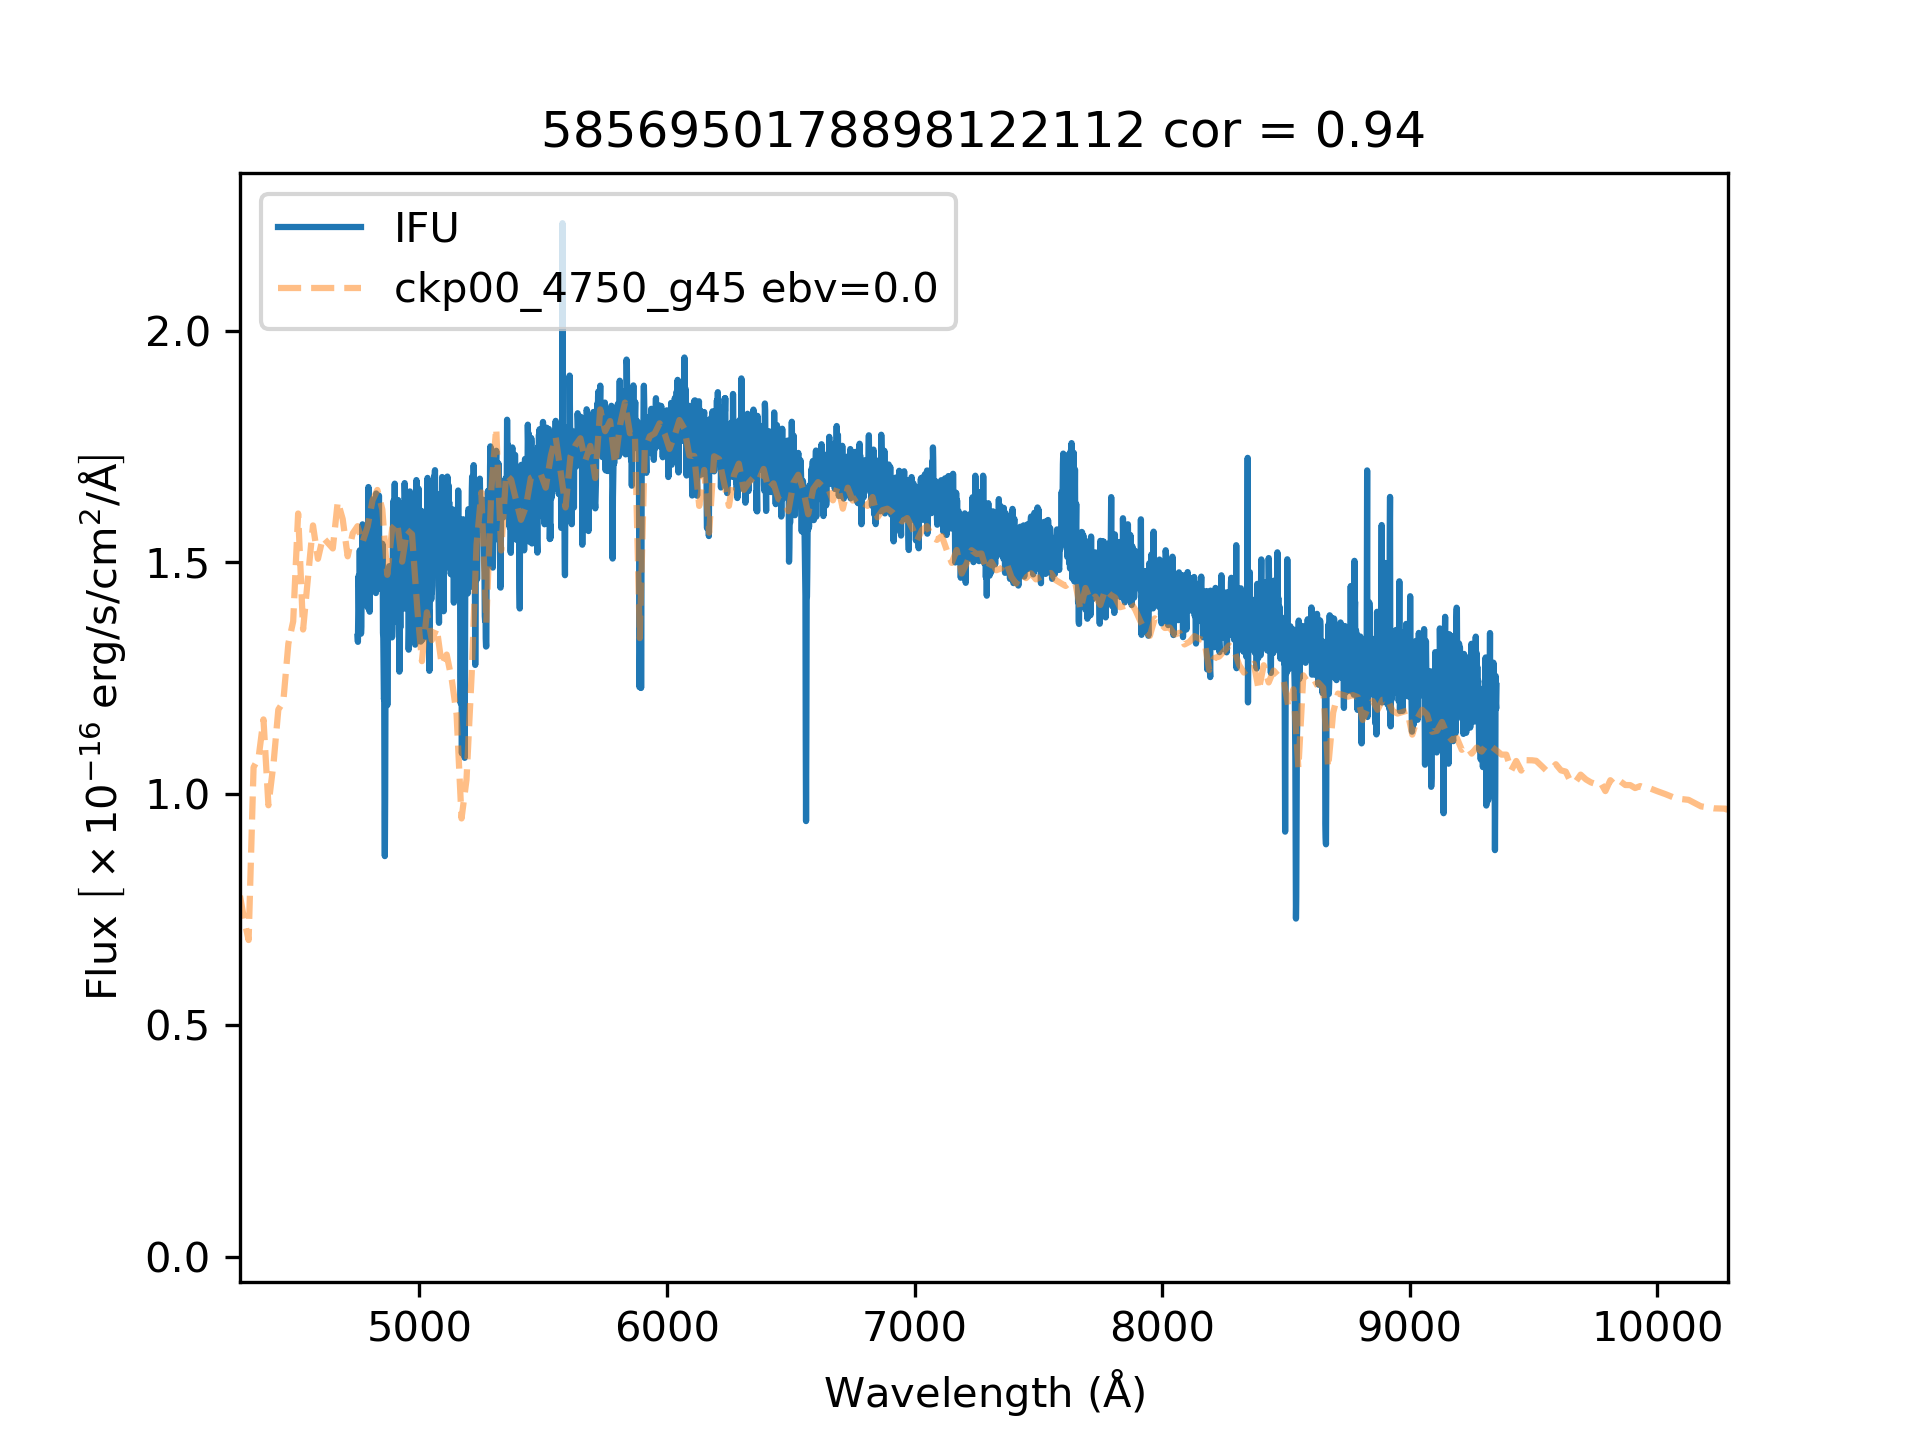 5856950178898122112 cor = 0.94
IFU
ckp00_4750_g45 ebv=0.0
Flux [×10⁻¹⁶ erg/s/cm²/Å]
2.0
1.5
1.0
0.5
0.0
5000 6000 7000 8000 9000 10000
Wavelength (Å)